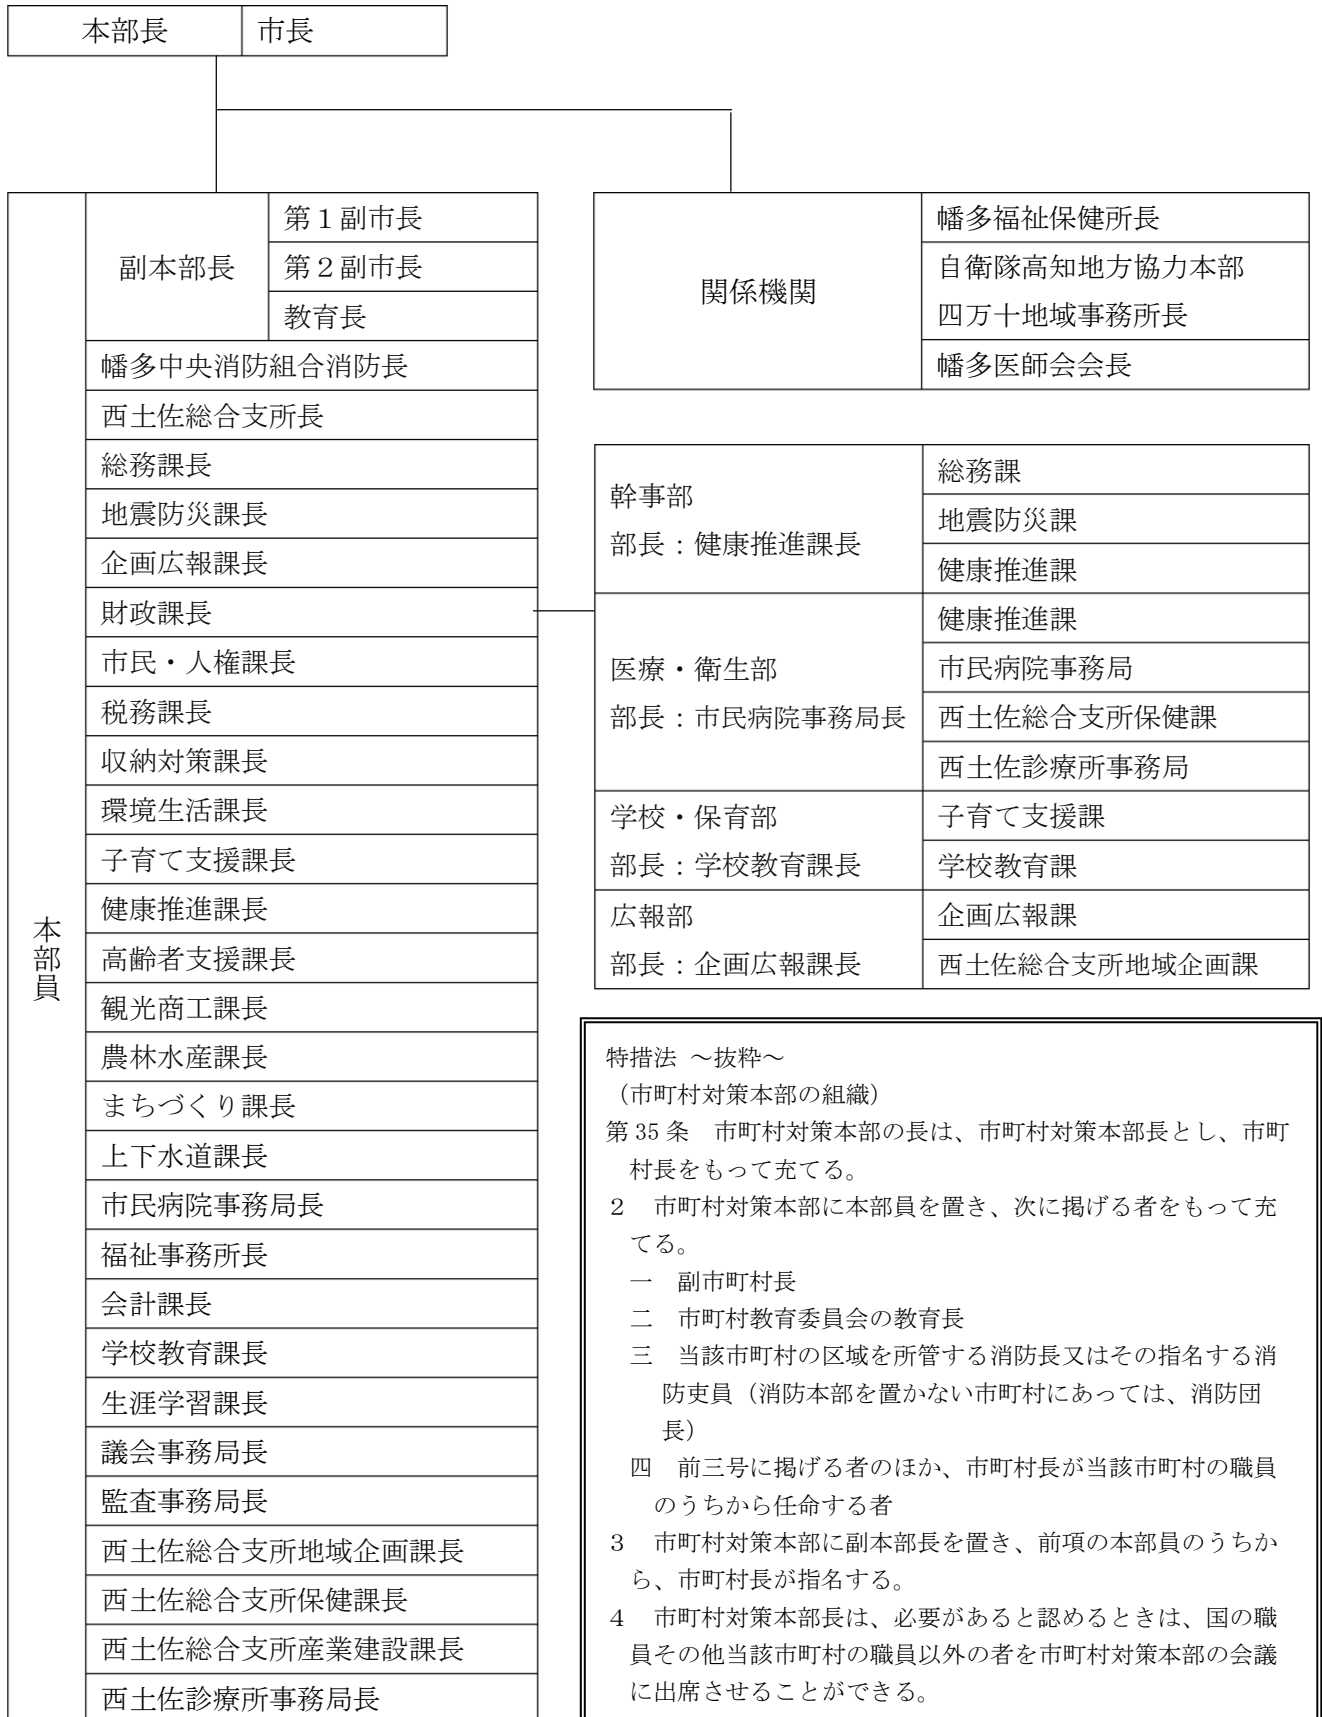 本部長 市長
本部員
副本部長
第1副市長
第2副市長
教育長
幡多中央消防組合消防長
西土佐総合支所長
総務課長
地震防災課長
企画広報課長
財政課長
市民・人権課長
税務課長
収納対策課長
環境生活課長
子育て支援課長
健康推進課長
高齢者支援課長
観光商工課長
農林水産課長
まちづくり課長
上下水道課長
市民病院事務局長
福祉事務所長
会計課長
学校教育課長
生涯学習課長
議会事務局長
監査事務局長
西土佐総合支所地域企画課長
西土佐総合支所保健課長
西土佐総合支所産業建設課長
西土佐診療所事務局長
関係機関
幡多福祉保健所長
自衛隊高知地方協力本部
四万十地域事務所長
幡多医師会会長
幹事部
部長：健康推進課長
総務課
地震防災課
健康推進課
医療・衛生部
部長：市民病院事務局長
健康推進課
市民病院事務局
西土佐総合支所保健課
西土佐診療所事務局
学校・保育部
部長：学校教育課長
子育て支援課
学校教育課
広報部
部長：企画広報課長
企画広報課
西土佐総合支所地域企画課
特措法 ～抜粋～
（市町村対策本部の組織）
第35条 市町村対策本部の長は、市町村対策本部長とし、市町
村長をもって充てる。
２ 市町村対策本部に本部員を置き、次に掲げる者をもって充
てる。
一 副市町村長
二 市町村教育委員会の教育長
三 当該市町村の区域を所管する消防長又はその指名する消
防吏員（消防本部を置かない市町村にあっては、消防団
長）
四 前三号に掲げる者のほか、市町村長が当該市町村の職員
のうちから任命する者
３ 市町村対策本部に副本部長を置き、前項の本部員のうちか
ら、市町村長が指名する。
４ 市町村対策本部長は、必要があると認めるときは、国の職
員その他当該市町村の職員以外の者を市町村対策本部の会議
に出席させることができる。